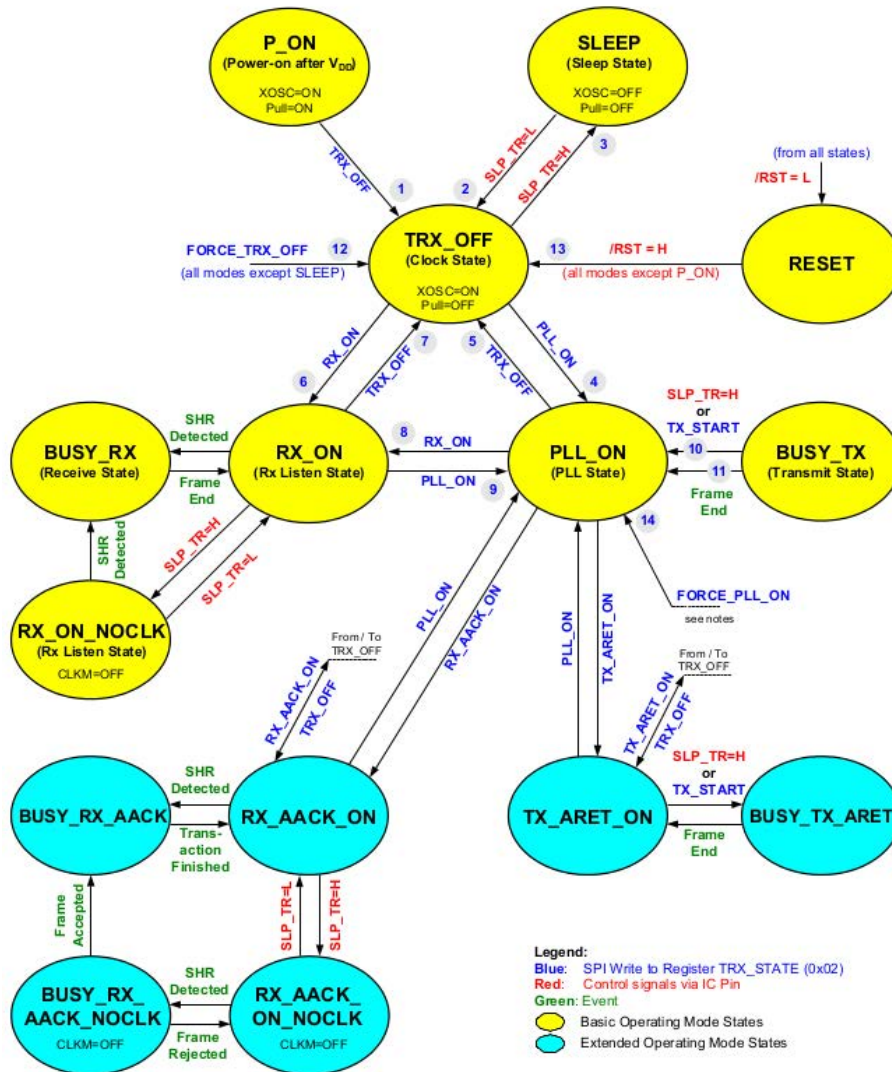 P_ON
(Power-on after VDD)
XOSC=ON
Pull=ON
SLEEP
(Sleep State)
XOSC=OFF
Pull=OFF
TRX_OFF
1
2
SLP_TR=L
SLP_TR=H
3
(from all states)
/RST = L
FORCE_TRX_OFF
12
(all modes except SLEEP)
TRX_OFF
(Clock State)
XOSC=ON
Pull=OFF
13
/RST = H
(all modes except P_ON)
RESET
6
RX_ON
TRX_OFF
7
5
TRX_OFF
PLL_ON
4
BUSY_RX
(Receive State)
SHR
Detected
Frame
End
RX_ON
(Rx Listen State)
8
RX_ON
PLL_ON
9
PLL_ON
(PLL State)
SLP_TR=H
or
TX_START
10
11
Frame
End
BUSY_TX
(Transmit State)
14
FORCE_PLL_ON
see notes
SHR
Detected
SLP_TR=H
SLP_TR=L
RX_ON_NOCLK
(Rx Listen State)
CLKM=OFF
From / To
TRX_OFF
RX_AACK_ON
TRX_OFF
PLL_ON
RX_AACK_ON
PLL_ON
TX_ARET_ON
From / To
TRX_OFF
TX_ARET_ON
TRX_OFF
BUSY_RX_AACK
SHR
Detected
Trans-
action
Finished
RX_AACK_ON
TX_ARET_ON
SLP_TR=H
or
TX_START
Frame
End
BUSY_TX_ARET
Frame
Accepted
SLP_TR=L
SLP_TR=H
BUSY_RX_
AACK_NOCLK
CLKM=OFF
SHR
Detected
Frame
Rejected
RX_AACK_
ON_NOCLK
CLKM=OFF
Legend:
Blue: SPI Write to Register TRX_STATE (0x02)
Red: Control signals via IC Pin
Green: Event
Basic Operating Mode States
Extended Operating Mode States